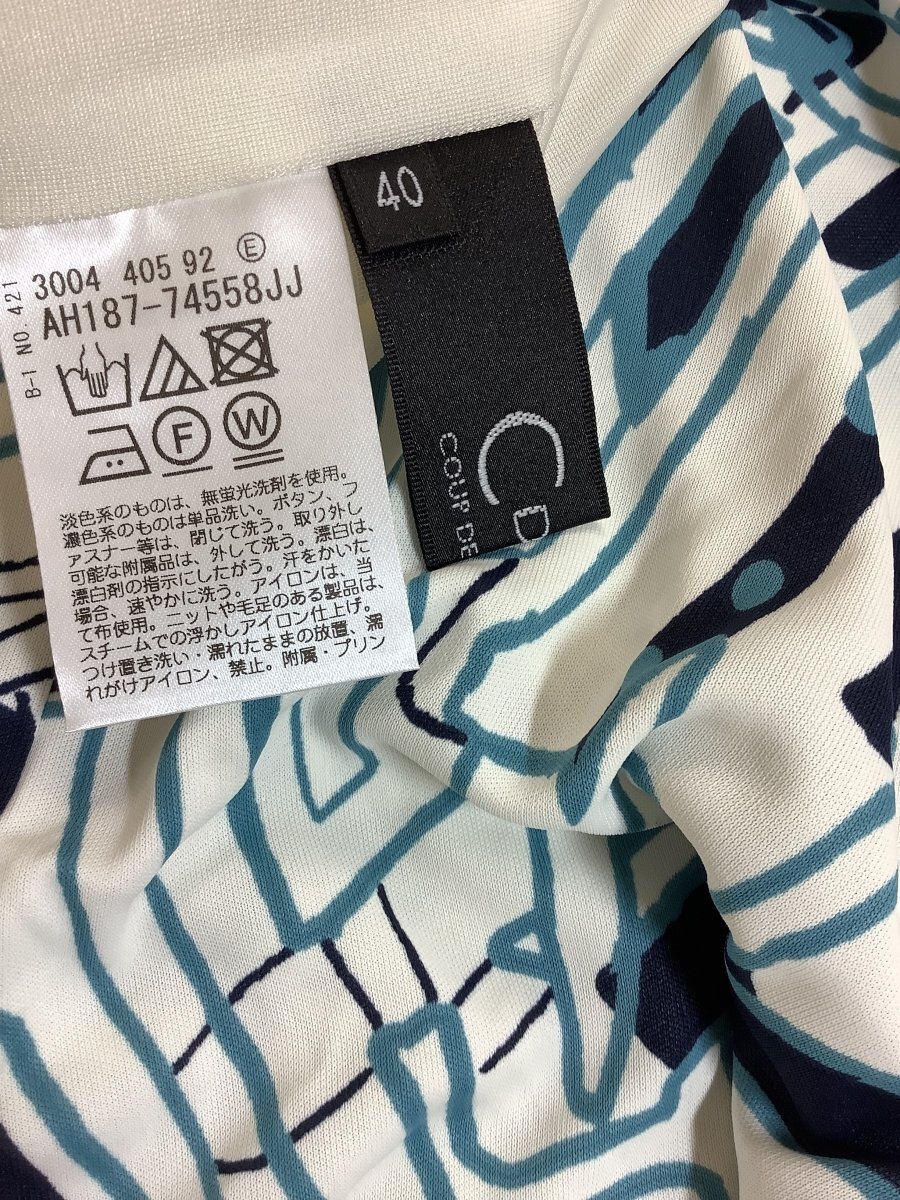 40
3004 405 92 Ⓔ
AH187-74558JJ
B-1 NO. 421
F
W
淡色系のものは、無蛍光洗剤を使用。
濃色系のものは単品洗い。ボタン、フ
ァスナー等は、閉じて洗う。取り外し
可能な附属品は、外して洗う。漂白は、
漂白剤の指示にしたがう。汗をかいた
場合、速やかに洗う。アイロンは、当
て布使用。ニットや毛足のある製品は、
スチームでの浮かしアイロン仕上げ。
つけ置き洗い・濡れたままの放置、濡
れがけアイロン、禁止。附属・プリン
COUP DE